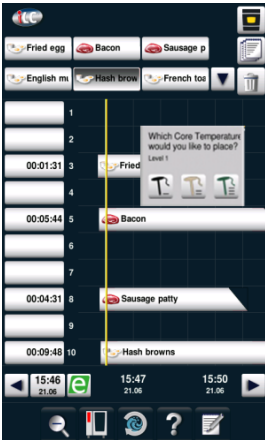 iCC
Fried egg
Bacon
Sausage p
English mu
Hash brow
French toa
1
Which Core Temperature
would you like to place?
Level 1
2
00:01:31 3 Fried
4
00:05:44 5 Bacon
6
7
00:04:31 8 Sausage patty
9
00:09:48 10 Hash browns
15:46
21.06
e
15:47
21.06
15:50
21.06
?